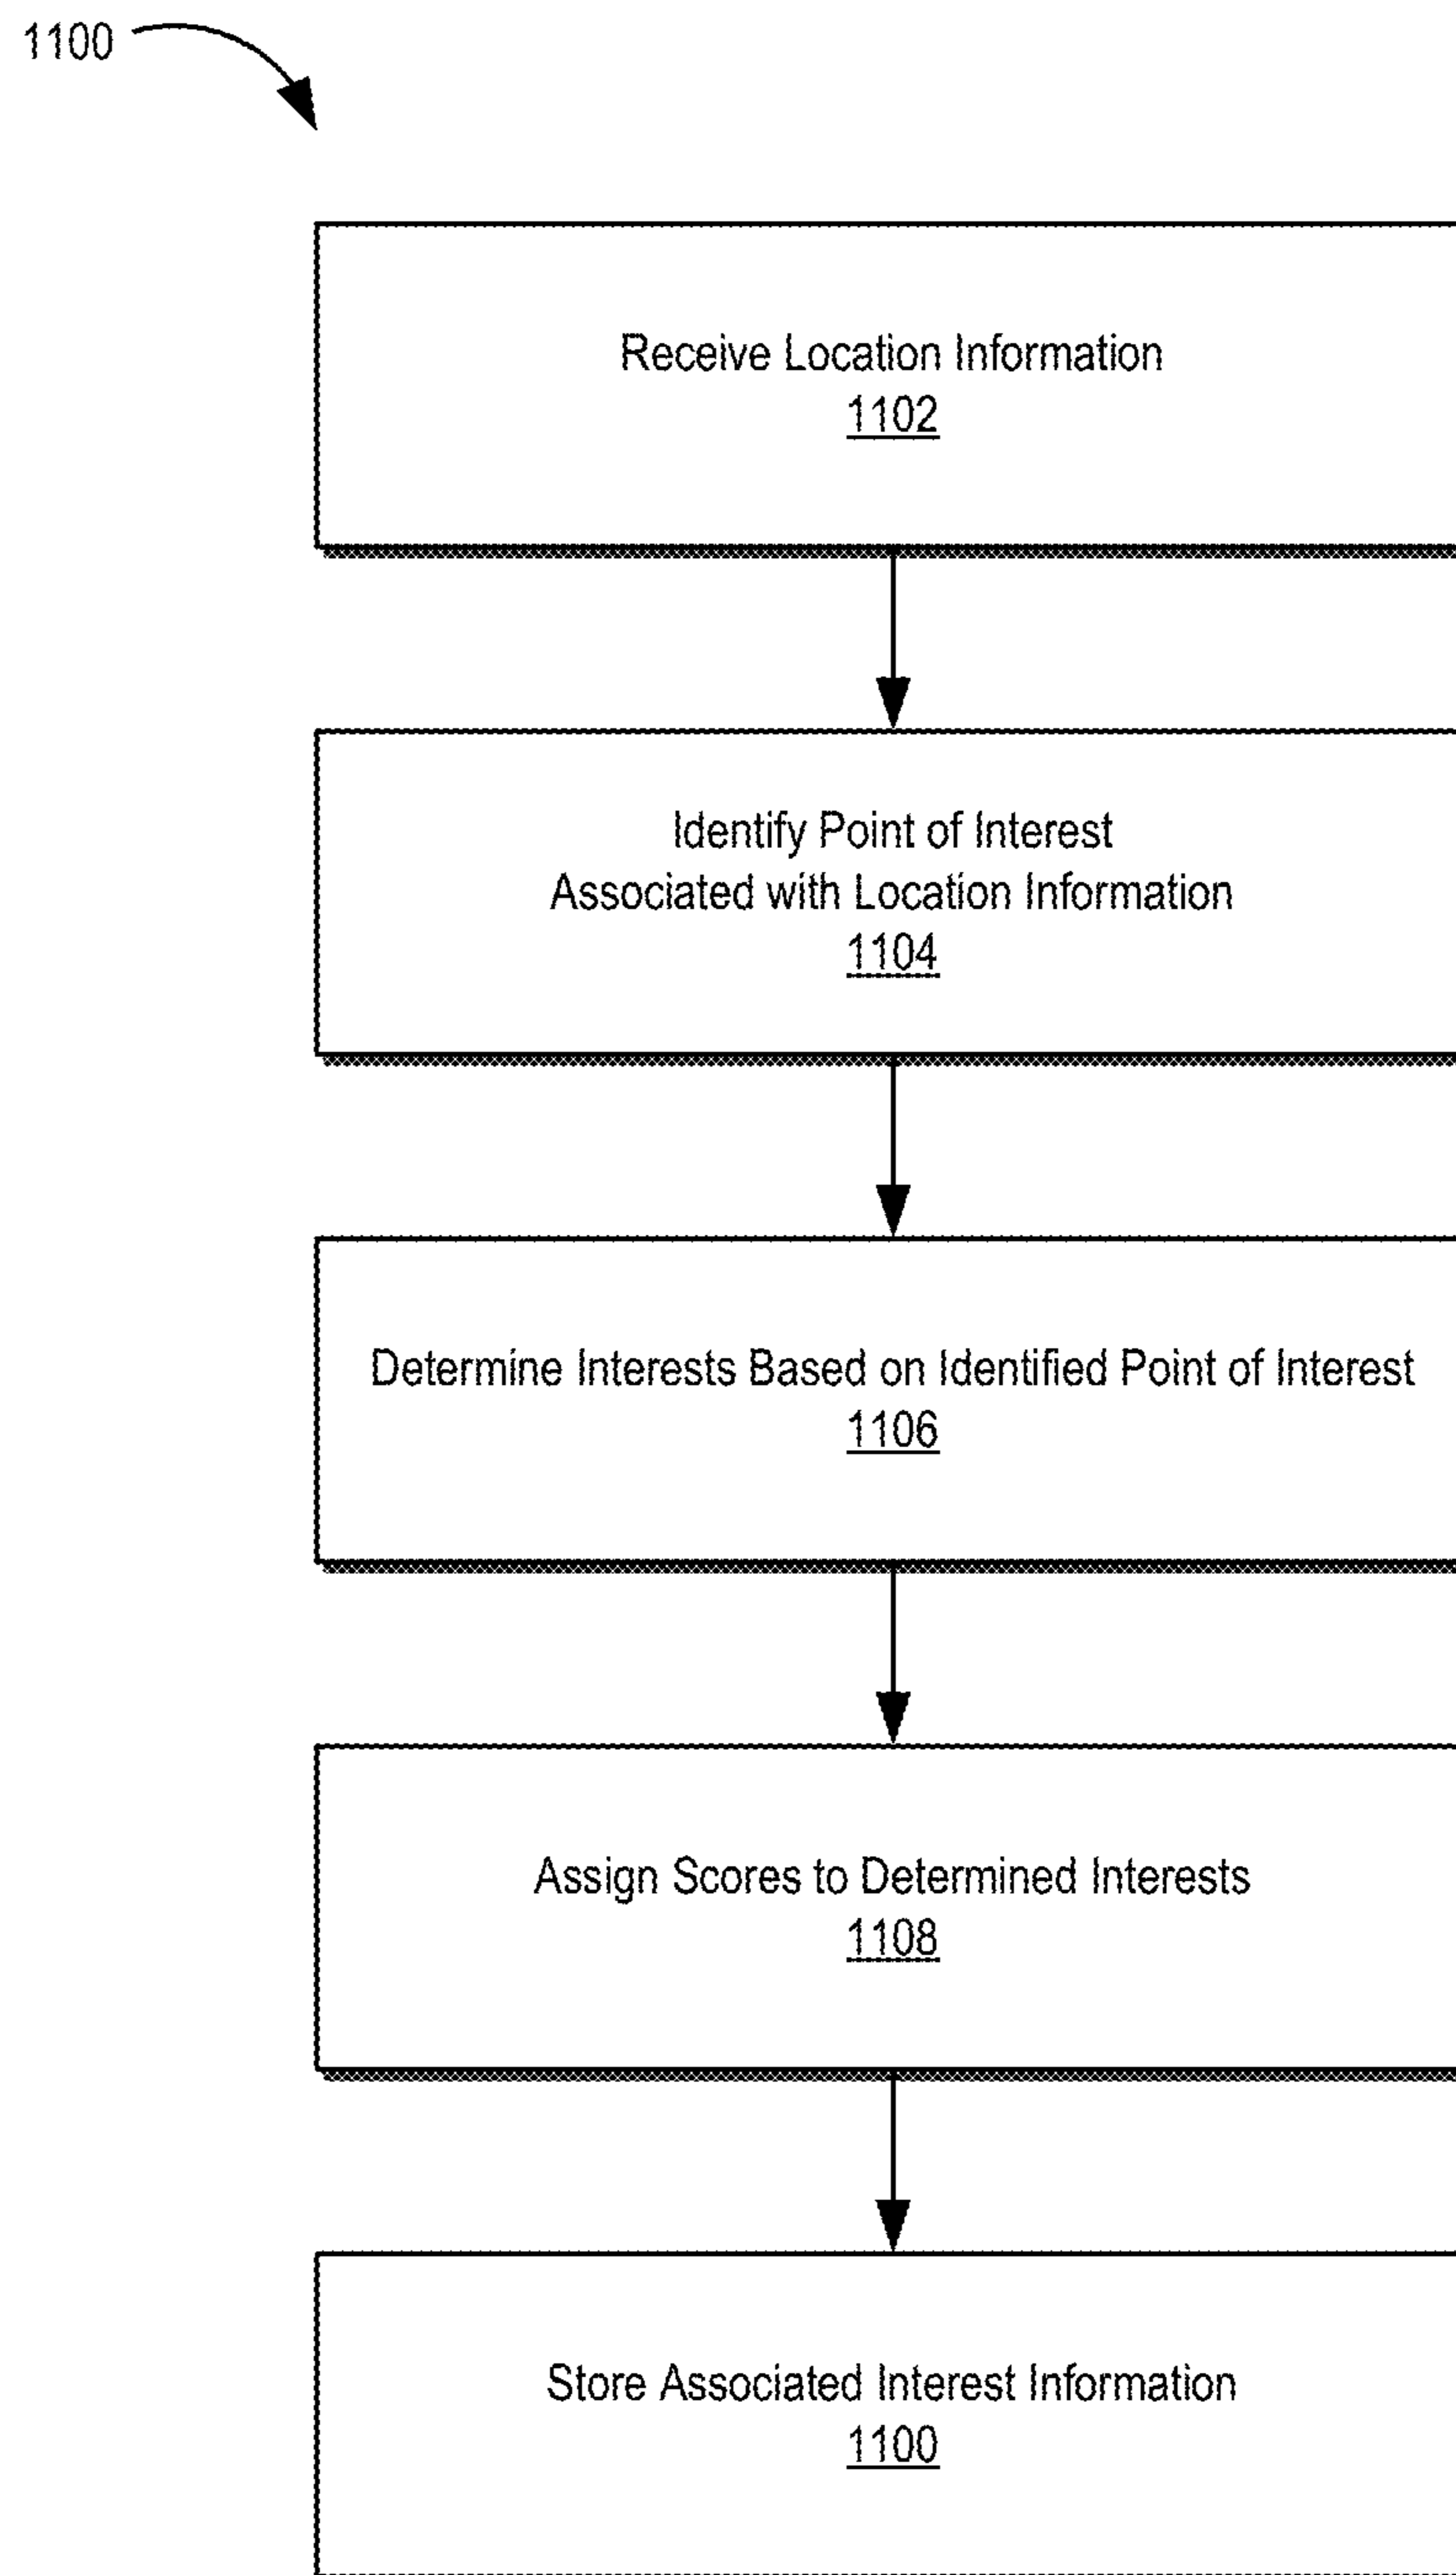 1100
Receive Location Information
1102
Identify Point of Interest
Associated with Location Information
1104
Determine Interests Based on Identified Point of Interest
1106
Assign Scores to Determined Interests
1108
Store Associated Interest Information
1100